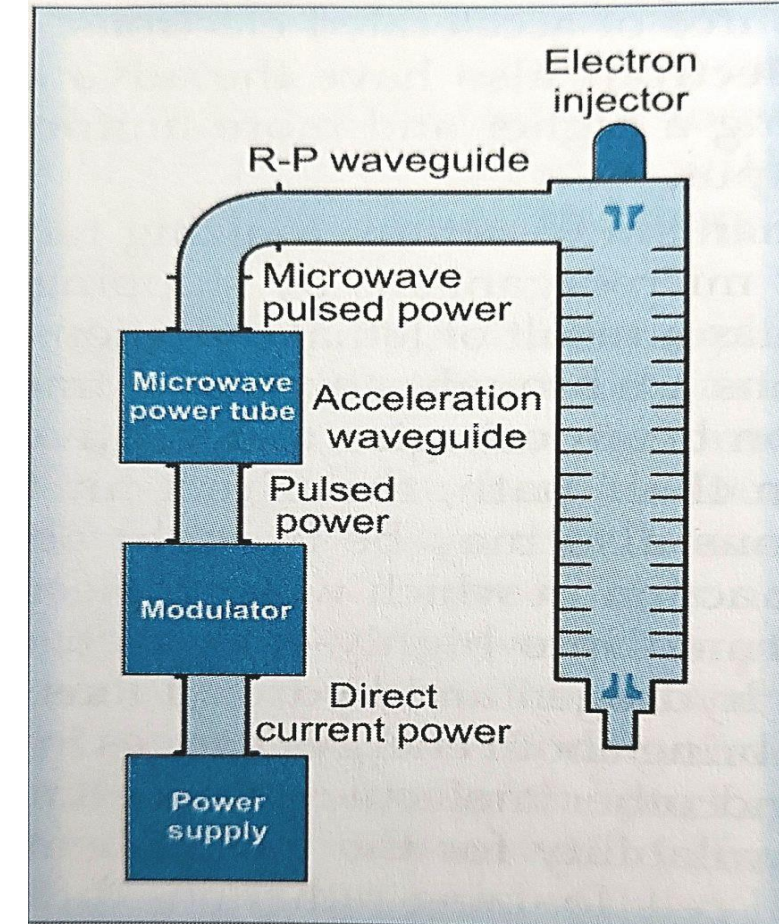 Electron
injector
R-P waveguide
Microwave
pulsed power
Microwave
power tube
Acceleration
waveguide
Pulsed
power
Modulator
Direct
current power
Power
supply